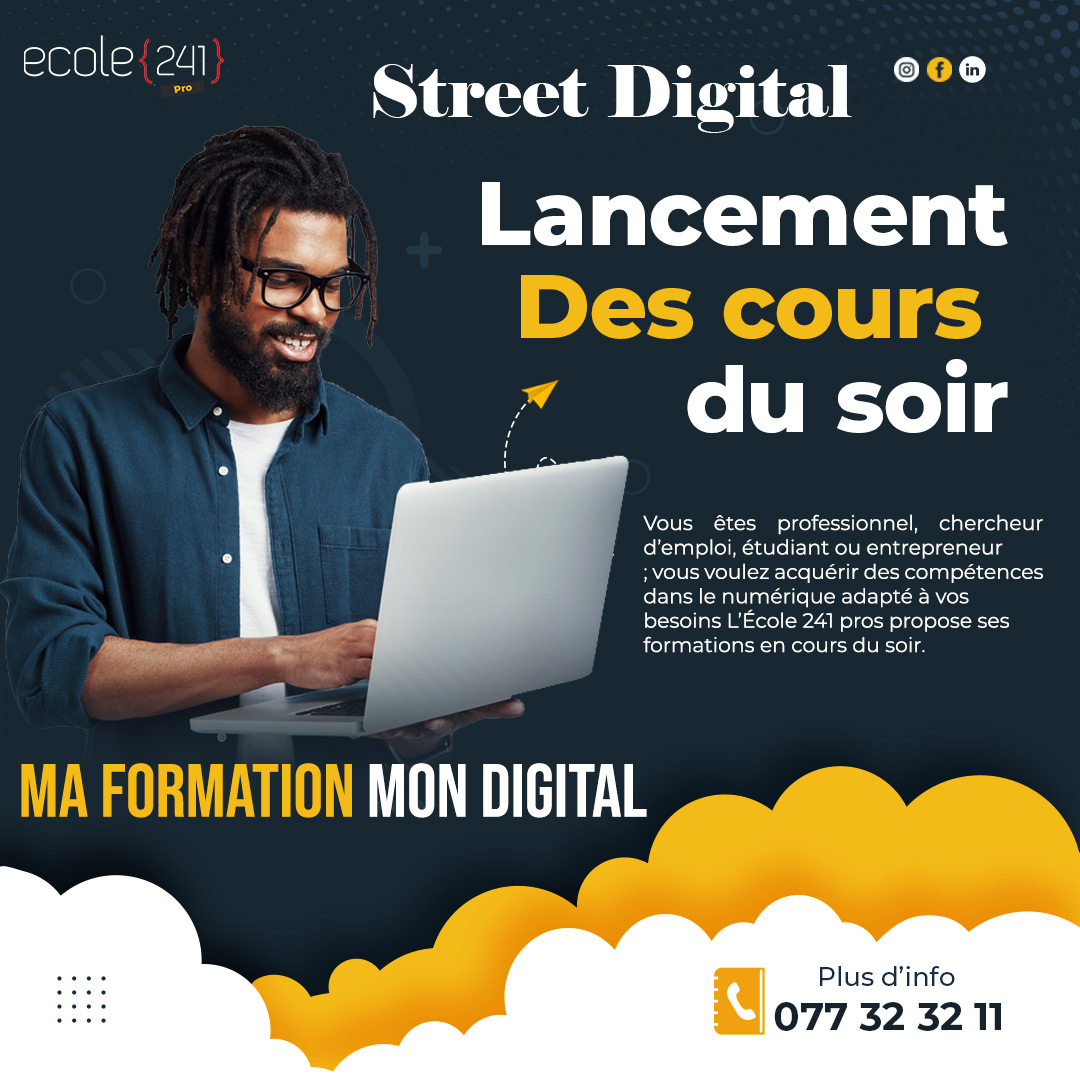 ecole{241}
Pro
Street Digital
in
Lancement
Des cours
du soir
Vous êtes professionnel, chercheur
d'emploi, étudiant ou entrepreneur
; vous voulez acquérir des compétences
dans le numérique adapté à vos
besoins L'École 241 pros propose ses
formations en cours du soir.
MA FORMATION MON DIGITAL
Plus d'info
077 32 32 11